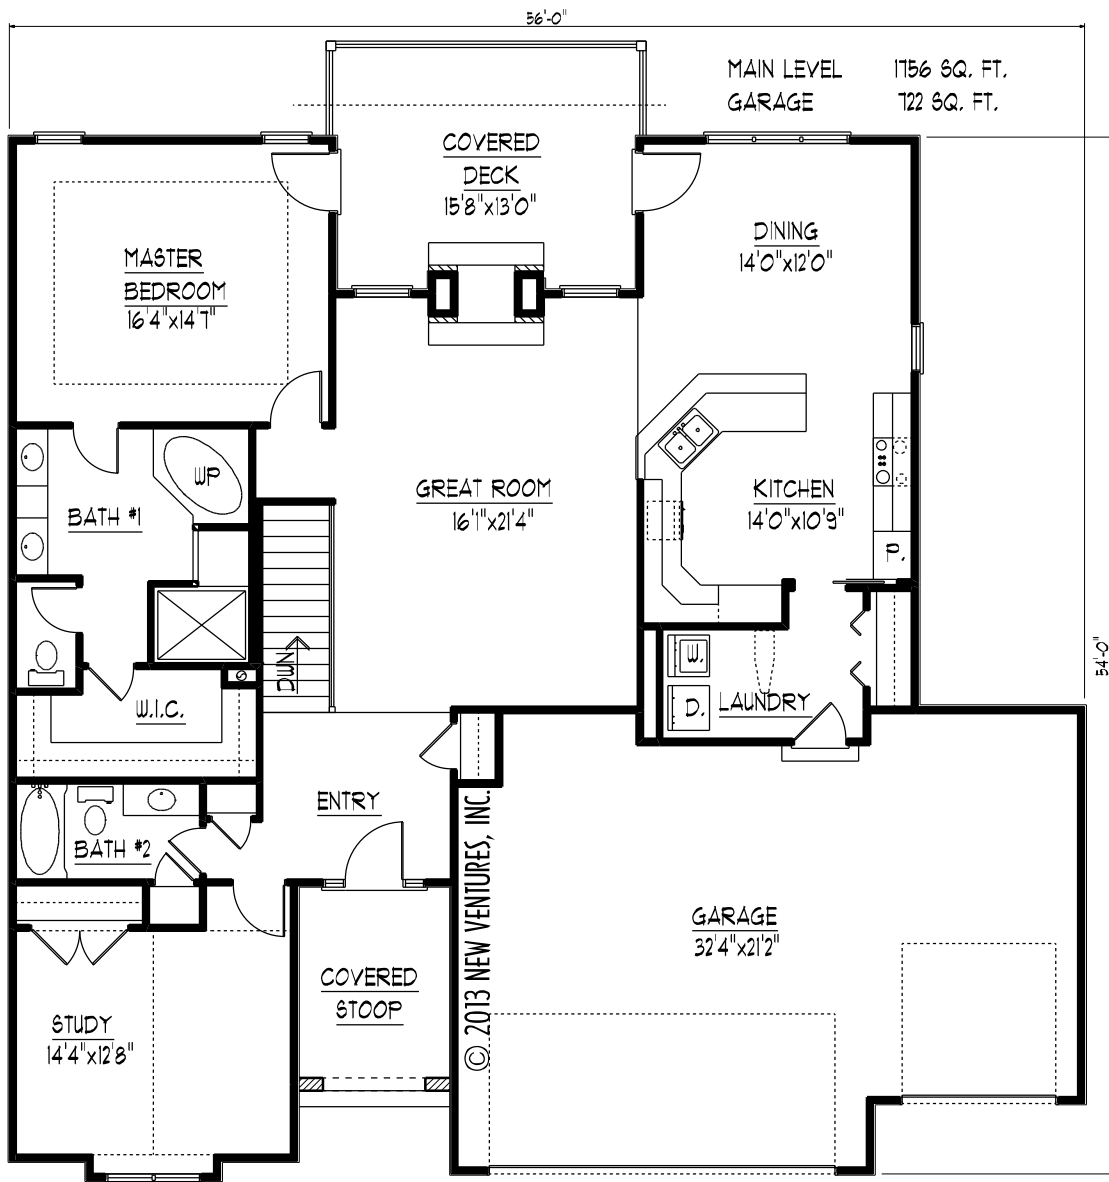 56'-0"
MAIN LEVEL 1756 SQ. FT.
GARAGE 722 SQ. FT.
COVERED
DECK
15'8"x13'0"
DINING
14'0"x12'0"
MASTER
BEDROOM
16'4"x14'7"
WP
BATH #1
GREAT ROOM
16'1"x21'4"
KITCHEN
14'0"x10'9"
DWN
W.
D.
LAUNDRY
54'-0"
W.I.C.
ENTRY
BATH #2
© 2013 NEW VENTURES, INC.
GARAGE
32'4"x21'2"
COVERED
STOOP
STUDY
14'4"x12'8"